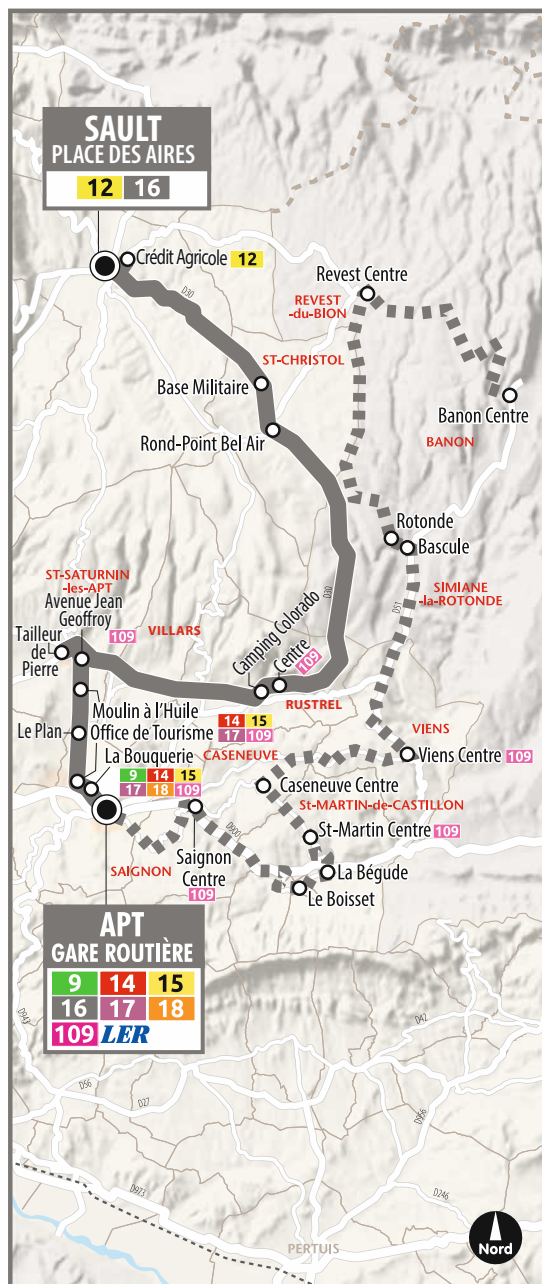 SAULT
PLACE DES AIRES
12 16
Crédit Agricole 12
D30
Revest Centre
REVEST
-du-BION
ST-CHRISTOL
Base Militaire
Banon Centre
Rond-Point Bel Air
BANON
Rotonde
Bascule
ST-SATURNIN
-les-APT
SIMIANE
-la-ROTONDE
D30
D51
Avenue Jean
Geoffroy
109
VILLARS
Tailleur
de
Pierre
Camping Colorado
Centre
109
RUSTREL
Moulin à l'Huile
Le Plan
Office de Tourisme
14 15
17 109
VIENS
Viens Centre 109
CASENEUVE
La Bouquerie
9 14 15
17 18 109
Caseneuve Centre
St-MARTIN-de-CASTILLON
St-Martin Centre 109
D900
SAIGNON
Saignon
Centre
109
La Bégude
Le Boisset
APT
GARE ROUTIÈRE
9 14 15
16 17 18
109 LER
D943
D42
D56
D27
D956
D973
D246
PERTUIS
Nord